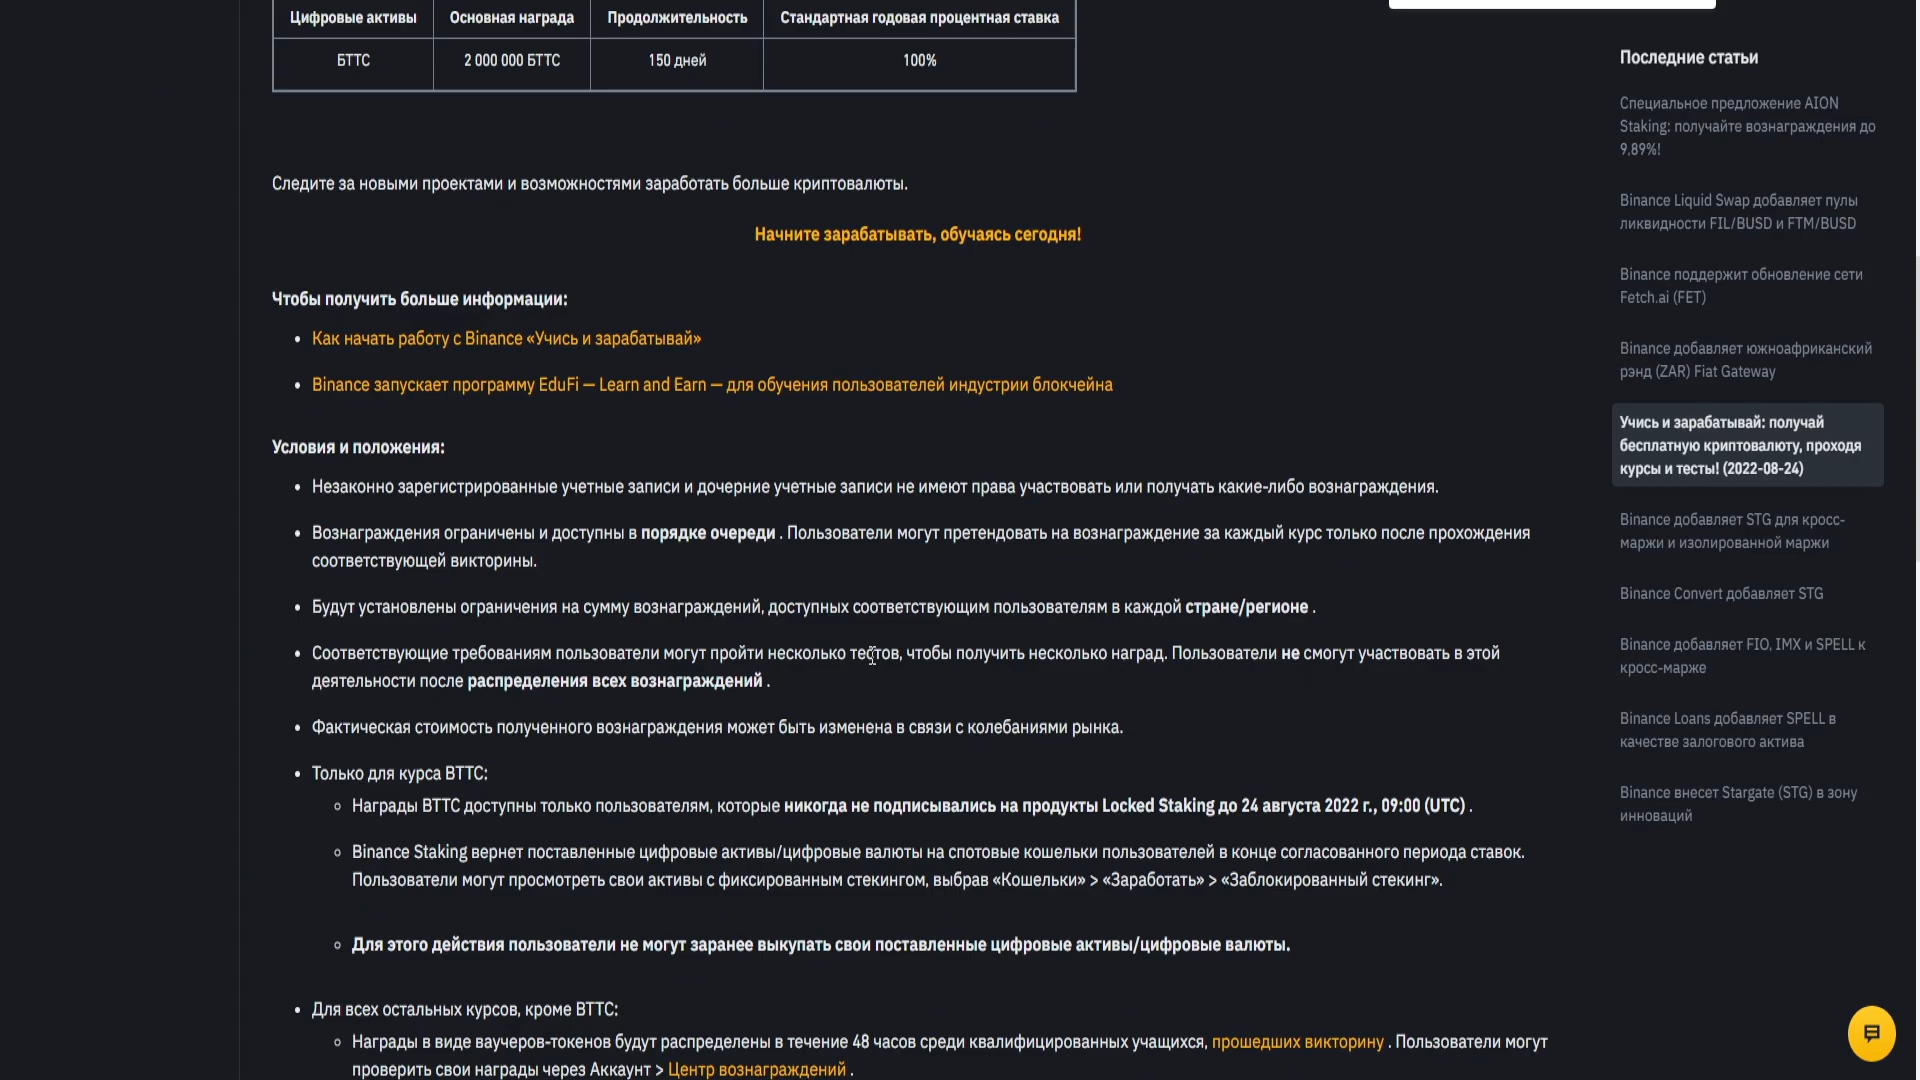 Цифровые активы Основная награда Продолжительность Стандартная годовая процентная ставка
БТТС 2 000 000 БТТС 150 дней 100%
Следите за новыми проектами и возможностями заработать больше криптовалюты.
Начните зарабатывать, обучаясь сегодня!
Чтобы получить больше информации:
Как начать работу с Binance «Учись и зарабатывай»
Binance запускает программу EduFi — Learn and Earn — для обучения пользователей индустрии блокчейна
Условия и положения:
Незаконно зарегистрированные учетные записи и дочерние учетные записи не имеют права участвовать или получать какие-либо вознаграждения.
Вознаграждения ограничены и доступны в порядке очереди . Пользователи могут претендовать на вознаграждение за каждый курс только после прохождения
соответствующей викторины.
Будут установлены ограничения на сумму вознаграждений, доступных соответствующим пользователям в каждой стране/регионе .
Соответствующие требованиям пользователи могут пройти несколько тестов, чтобы получить несколько наград. Пользователи не смогут участвовать в этой
деятельности после распределения всех вознаграждений .
Фактическая стоимость полученного вознаграждения может быть изменена в связи с колебаниями рынка.
Только для курса BTTC:
Награды BTTC доступны только пользователям, которые никогда не подписывались на продукты Locked Staking до 24 августа 2022 г., 09:00 (UTC) .
Binance Staking вернет поставленные цифровые активы/цифровые валюты на спотовые кошельки пользователей в конце согласованного периода ставок.
Пользователи могут просмотреть свои активы с фиксированным стекингом, выбрав «Кошельки» > «Заработать» > «Заблокированный стекинг».
Для этого действия пользователи не могут заранее выкупать свои поставленные цифровые активы/цифровые валюты.
Для всех остальных курсов, кроме BTTC:
Награды в виде ваучеров-токенов будут распределены в течение 48 часов среди квалифицированных учащихся, прошедших викторину . Пользователи могут
проверить свои награды через Аккаунт > Центр вознаграждений .
Последние статьи
Специальное предложение AION
Staking: получайте вознаграждения до
9,89%!
Binance Liquid Swap добавляет пулы
ликвидности FIL/BUSD и FTM/BUSD
Binance поддержит обновление сети
Fetch.ai (FET)
Binance добавляет южноафриканский
рэнд (ZAR) Fiat Gateway
Учись и зарабатывай: получай
бесплатную криптовалюту, проходя
курсы и тесты! (2022-08-24)
Binance добавляет STG для кросс-
маржи и изолированной маржи
Binance Convert добавляет STG
Binance добавляет FIO, IMX и SPELL к
кросс-марже
Binance Loans добавляет SPELL в
качестве залогового актива
Binance внесет Stargate (STG) в зону
инноваций